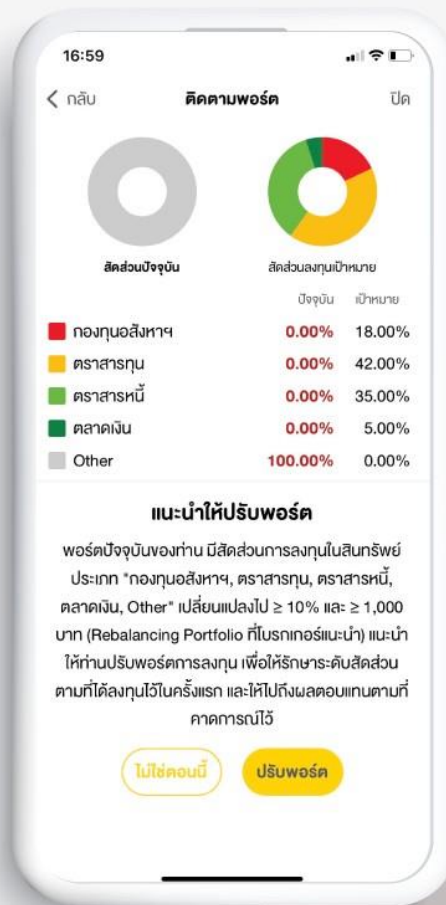 16:59
กลับ ติดตามพอร์ต ปิด
สัดส่วนปัจจุบัน สัดส่วนลงทุนเป้าหมาย
ปัจจุบัน เป้าหมาย
กองทุนอสังหาฯ 0.00% 18.00%
ตราสารทุน 0.00% 42.00%
ตราสารหนี้ 0.00% 35.00%
ตลาดเงิน 0.00% 5.00%
Other 100.00% 0.00%
แนะนำให้ปรับพอร์ต
พอร์ตปัจจุบันของท่าน มีสัดส่วนการลงทุนในสินทรัพย์
ประเภท "กองทุนอสังหาฯ, ตราสารทุน, ตราสารหนี้,
ตลาดเงิน, Other" เปลี่ยนแปลงไป ≥ 10% และ ≥ 1,000
บาท (Rebalancing Portfolio ที่โบรกเกอร์แนะนำ) แนะนำ
ให้ท่านปรับพอร์ตการลงทุน เพื่อให้รักษาระดับสัดส่วน
ตามที่ได้ลงทุนไว้ในครั้งแรก และให้ไปถึงผลตอบแทนตามที่
คาดการณ์ไว้
ไม่ใช่ตอนนี้ ปรับพอร์ต